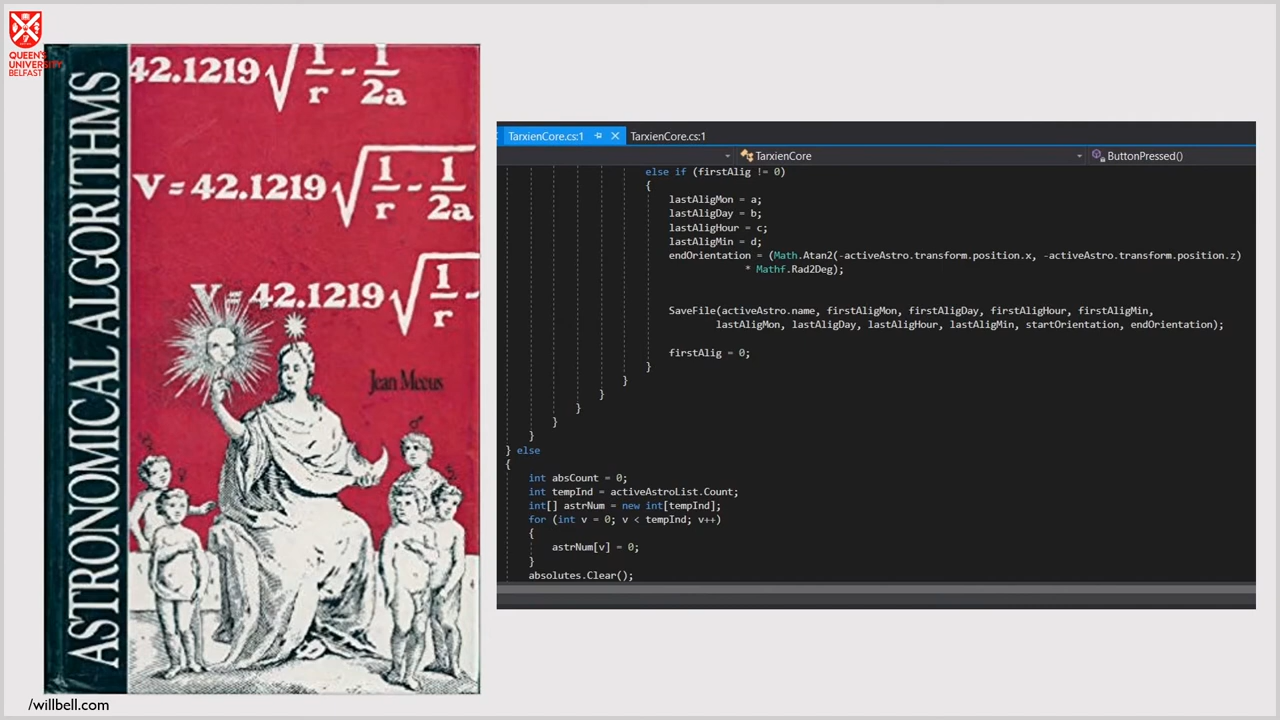 QUEEN'S
UNIVERSITY
BELFAST
ASTRONOMICAL ALGORITHMS
42.1219√1/r - 1/2a
V = 42.1219√1/r - 1/2a
V = 42.1219√1/r -
Jean Meeus
/willbell.com
TarxienCore.cs:1
TarxienCore.cs:1
TarxienCore
ButtonPressed()
else if (firstAlig != 0)
{
lastAligMon = a;
lastAligDay = b;
lastAligHour = c;
lastAligMin = d;
endOrientation = (Math.Atan2(-activeAstro.transform.position.x, -activeAstro.transform.position.z)
* Mathf.Rad2Deg);
SaveFile(activeAstro.name, firstAligMon, firstAligDay, firstAligHour, firstAligMin,
lastAligMon, lastAligDay, lastAligHour, lastAligMin, startOrientation, endOrientation);
firstAlig = 0;
}
}
}
}
}
}
} else
{
int absCount = 0;
int tempInd = activeAstroList.Count;
int[] astrNum = new int[tempInd];
for (int v = 0; v < tempInd; v++)
{
astrNum[v] = 0;
}
absolutes.Clear();